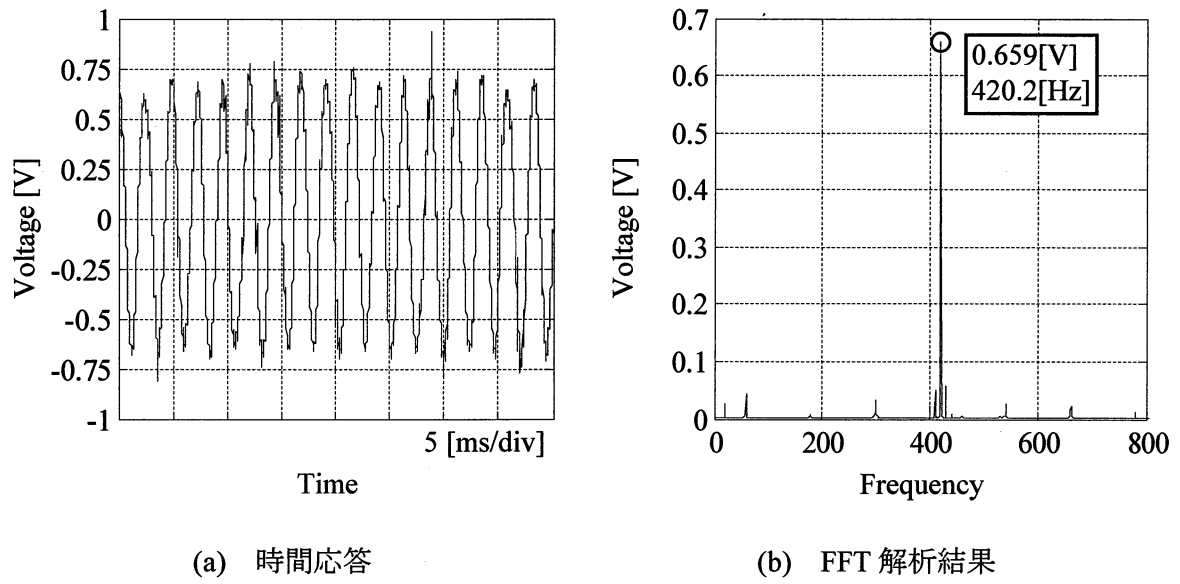 1
0.75
0.5
0.25
0
-0.25
-0.5
-0.75
-1
Voltage [V]
5 [ms/div]
Time
(a) 時間応答
0.7
0.6
0.5
0.4
0.3
0.2
0.1
0
Voltage [V]
0.659[V]
420.2[Hz]
0 200 400 600 800
Frequency
(b) FFT 解析結果